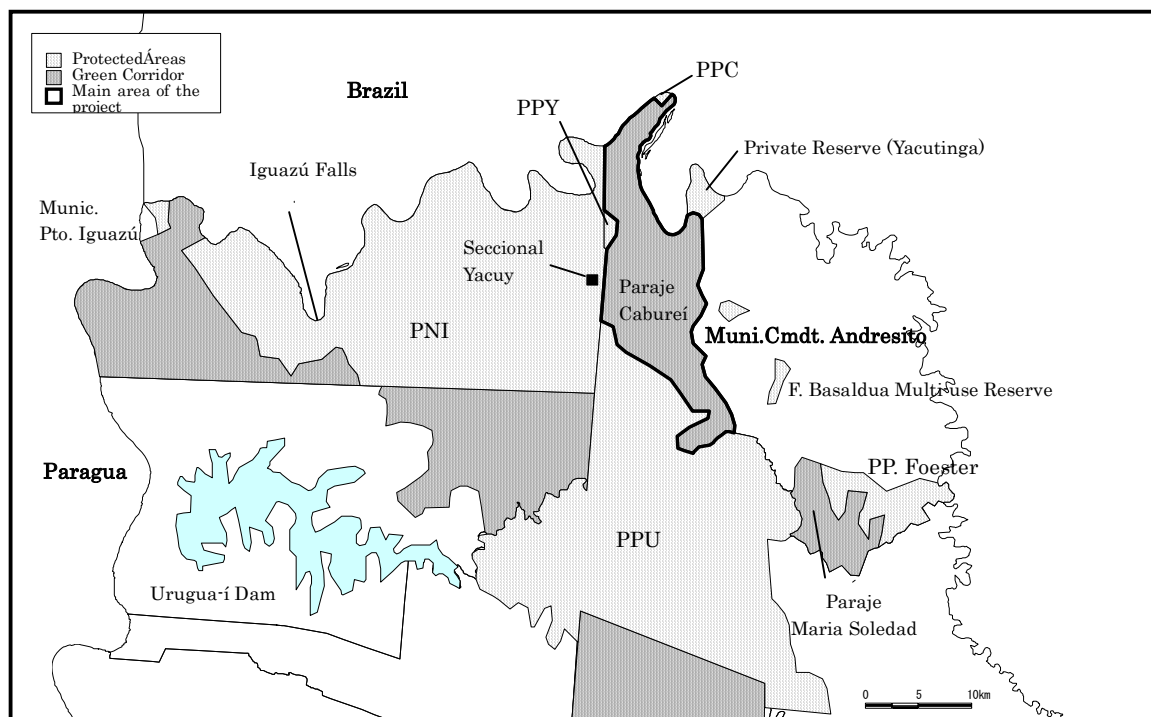 ProtectedÁreas
Green Corridor
Main area of the
project
Brazil
PPC
PPY
Private Reserve (Yacutinga)
Iguazú Falls
Munic.
Pto. Iguazú
Seccional
Yacuy
Paraje
Cabureí
PNI
Muni.Cmdt. Andresito
F. Basaldua Multi-use Reserve
Paragua
PP. Foester
PPU
Urugua-í Dam
Paraje
Maria Soledad
0 5 10km